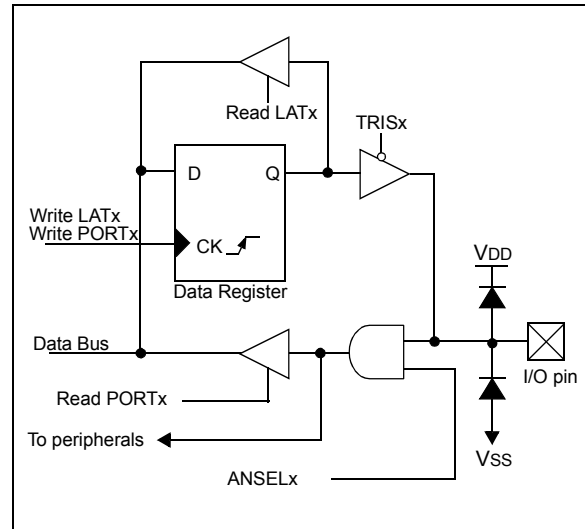 Read LATx
TRISx
D
Q
Write LATx
Write PORTx
CK
Data Register
VDD
Data Bus
I/O pin
Read PORTx
To peripherals
VSS
ANSELx